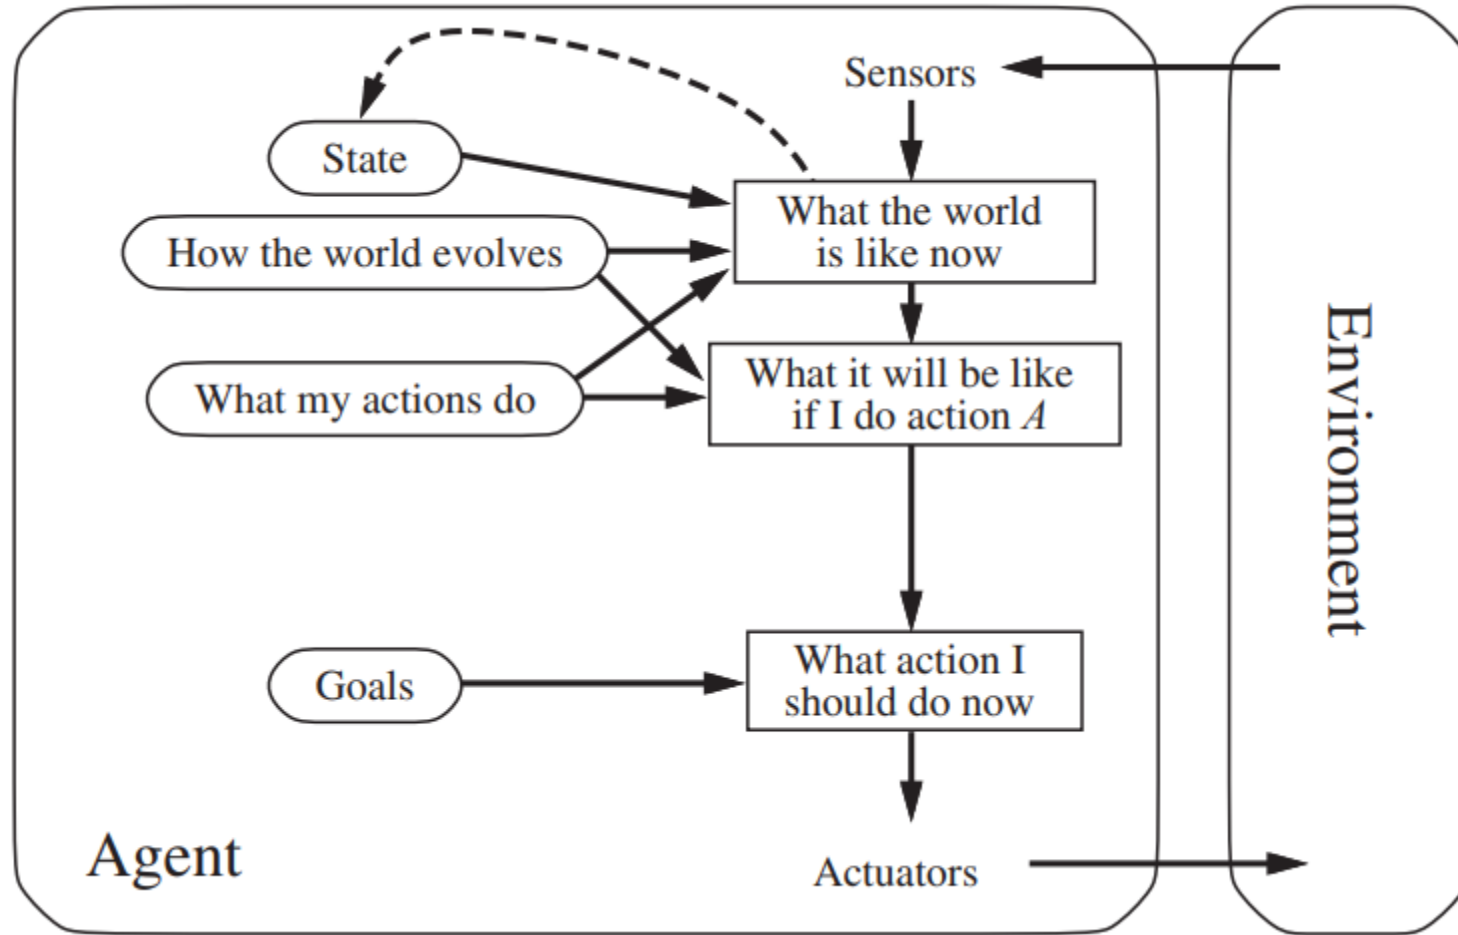 Sensors
State
What the world
is like now
How the world evolves
What it will be like
if I do action A
What my actions do
Environment
What action I
should do now
Goals
Agent
Actuators